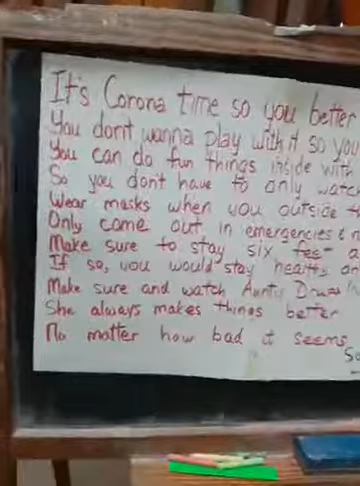 It's Corona time so you better
You dont wanna play with it so you
You can do fun things inside with
So you don't have to only watc
Wear masks when you outside t
Only come out in emergencies &
Make sure to stay six feet a
If so, you would stay
Make sure and watch Aunty
She always makes things better
No matter how bad it seems